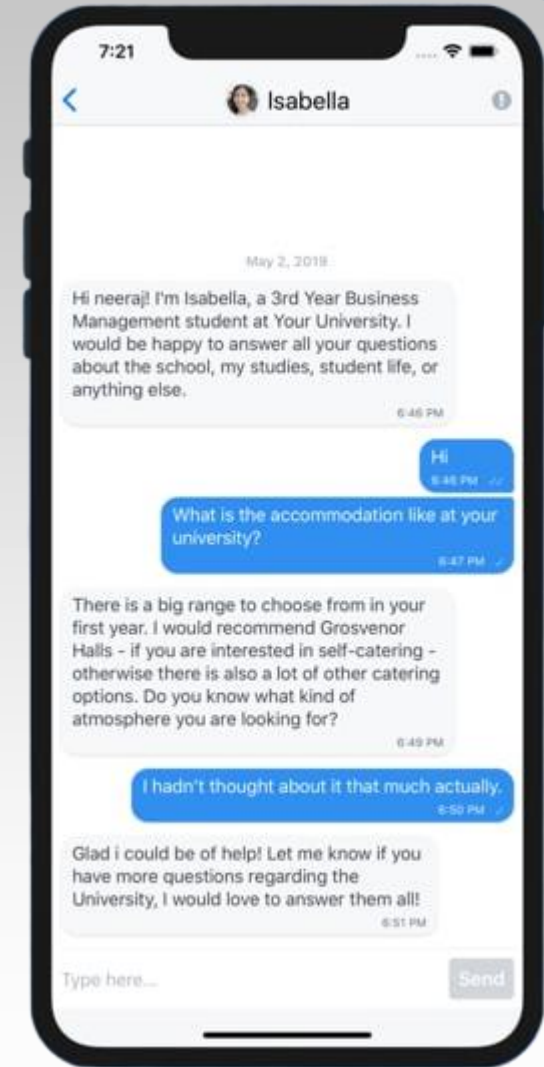 7:21
Isabella
May 2, 2019
Hi neeraj! I'm Isabella, a 3rd Year Business
Management student at Your University. I
would be happy to answer all your questions
about the school, my studies, student life, or
anything else.
6:46 PM
Hi
6:46 PM
What is the accommodation like at your
university?
6:47 PM
There is a big range to choose from in your
first year. I would recommend Grosvenor
Halls - if you are interested in self-catering -
otherwise there is also a lot of other catering
options. Do you know what kind of
atmosphere you are looking for?
6:49 PM
I hadn't thought about it that much actually.
6:50 PM
Glad i could be of help! Let me know if you
have more questions regarding the
University, I would love to answer them all!
6:51 PM
Type here...
Send